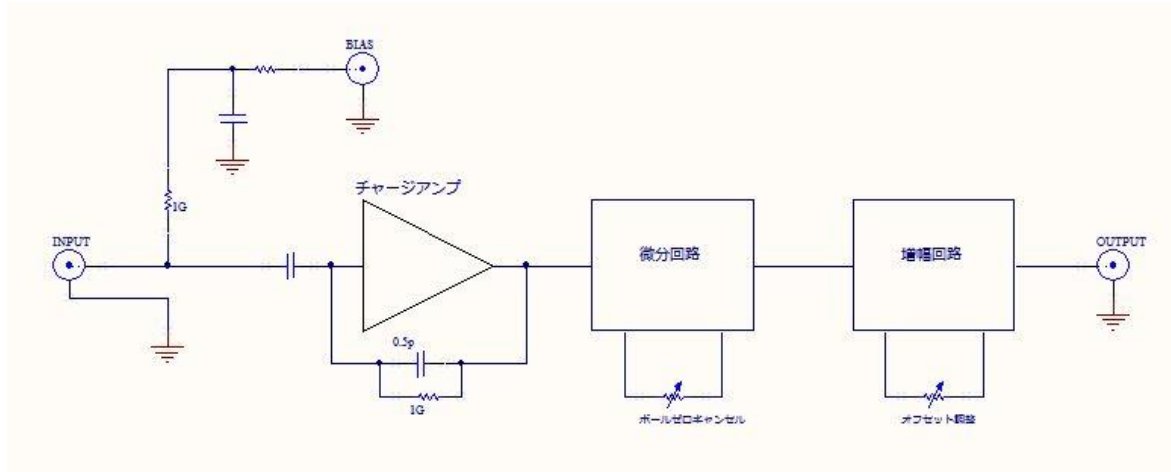 BIAS
チャージアンプ
1G
INPUT
微分回路
増幅回路
OUTPUT
0.5p
1G
ポールゼロキャンセル
オフセット調整